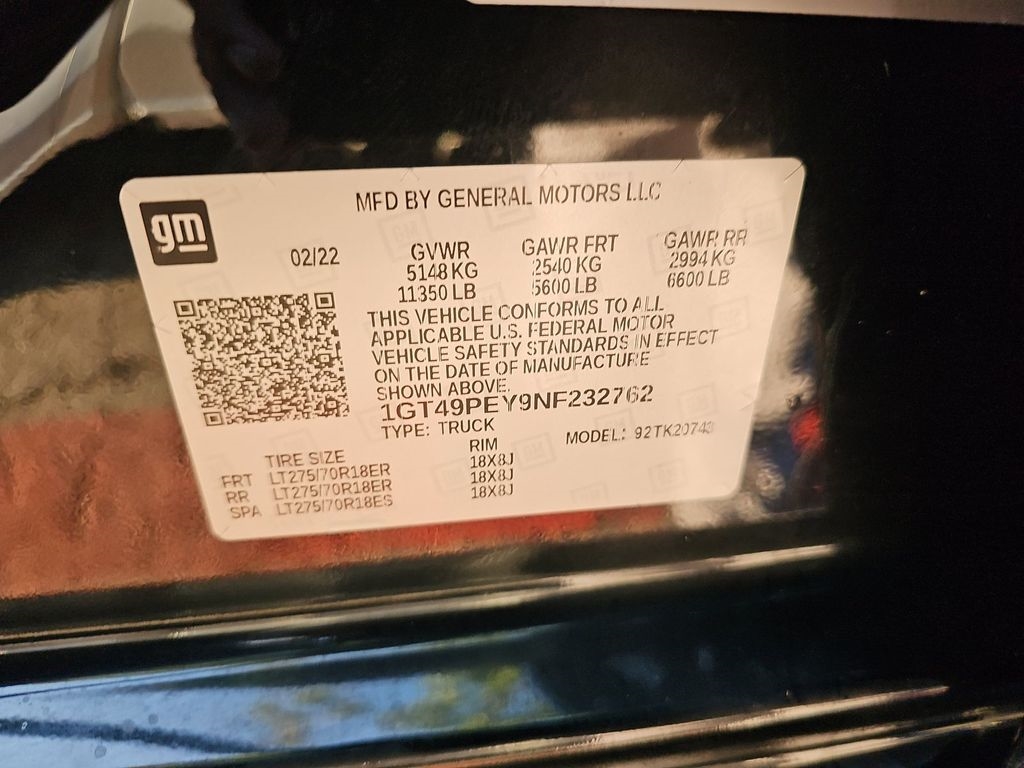 MFD BY GENERAL MOTORS LLC
gm
02/22
GVWR
5148 KG
11350 LB
GAWR FRT
2540 KG
5600 LB
GAWR RR
2994 KG
6600 LB
THIS VEHICLE CONFORMS TO ALL
APPLICABLE U.S. FEDERAL MOTOR
VEHICLE SAFETY STANDARDS IN EFFECT
ON THE DATE OF MANUFACTURE
SHOWN ABOVE.
1GT49PEY9NF232762
TYPE: TRUCK
MODEL: 92TK20743
TIRE SIZE RIM
FRT LT275/70R18ER 18X8J
RR LT275/70R18ER 18X8J
SPA LT275/70R18ES 18X8J